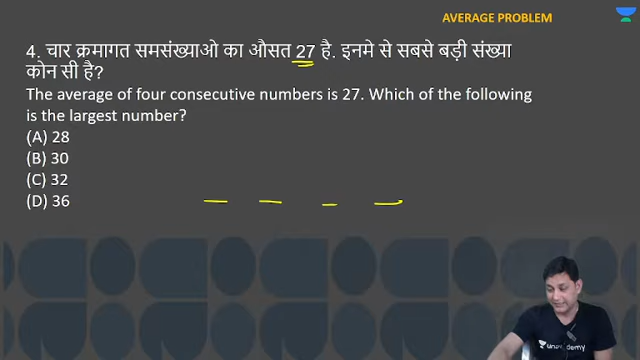 AVERAGE PROBLEM
4. चार क्रमागत समसंख्याओ का औसत 27 है. इनमे से सबसे बड़ी संख्या
कोन सी है?
The average of four consecutive numbers is 27. Which of the following
is the largest number?
(A) 28
(B) 30
(C) 32
(D) 36
unacademy